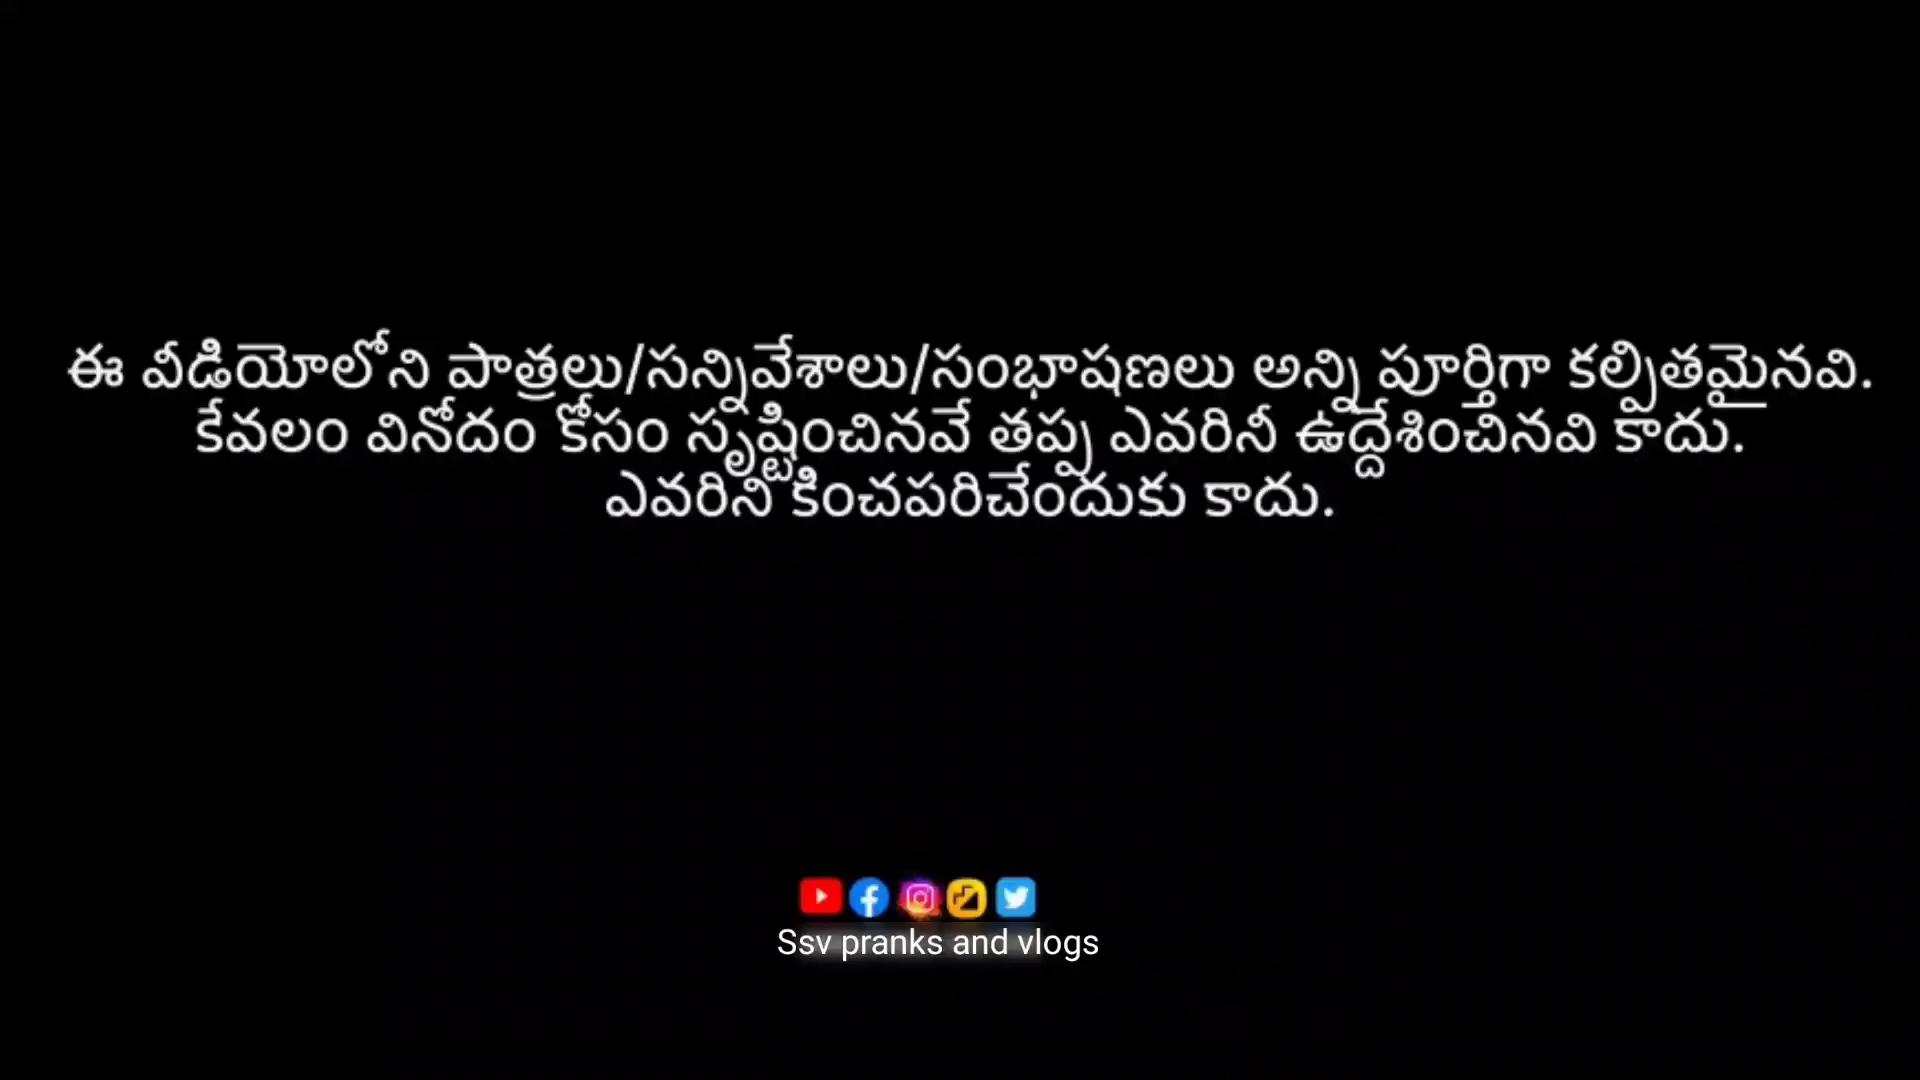 ఈ వీడియోలోని పాత్రలు/సన్నివేశాలు/సంభాషణలు అన్ని పూర్తిగా కల్పితమైనవి.
కేవలం వినోదం కోసం సృష్టించినవే తప్ప ఎవరినీ ఉద్దేశించినవి కాదు.
ఎవరిని కించపరిచేందుకు కాదు.
Ssv pranks and vlogs